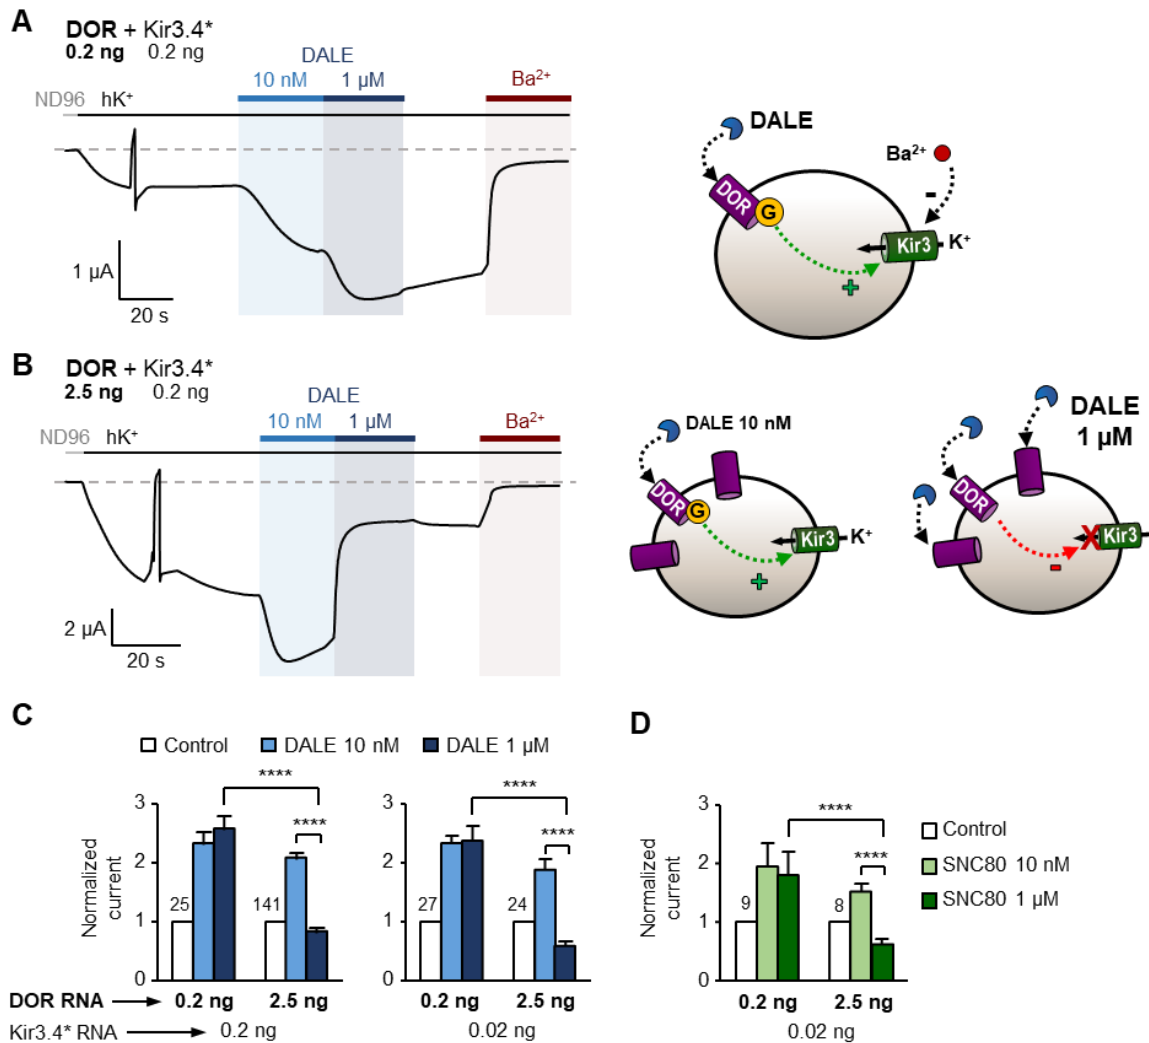 A
DOR + Kir3.4*
0.2 ng 0.2 ng
DALE
10 nM 1 µM
Ba²⁺
ND96 hK⁺
1 µA
20 s
DALE
Ba²⁺
-
DOR
G
Kir3
K⁺
+
B
DOR + Kir3.4*
2.5 ng 0.2 ng
DALE
10 nM 1 µM
Ba²⁺
ND96 hK⁺
2 µA
20 s
DALE 10 nM
DOR
G
Kir3
K⁺
+
DALE
1 µM
DOR
X
Kir3
-
C
Control DALE 10 nM DALE 1 µM
Normalized
current
3
2
1
0
25
141
****
****
0.2 ng 2.5 ng
3
2
1
0
27
24
****
****
0.2 ng 2.5 ng
DOR RNA
Kir3.4* RNA
0.2 ng
0.02 ng
D
Normalized
current
3
2
1
0
9
8
****
****
Control
SNC80 10 nM
SNC80 1 µM
0.2 ng 2.5 ng
0.02 ng